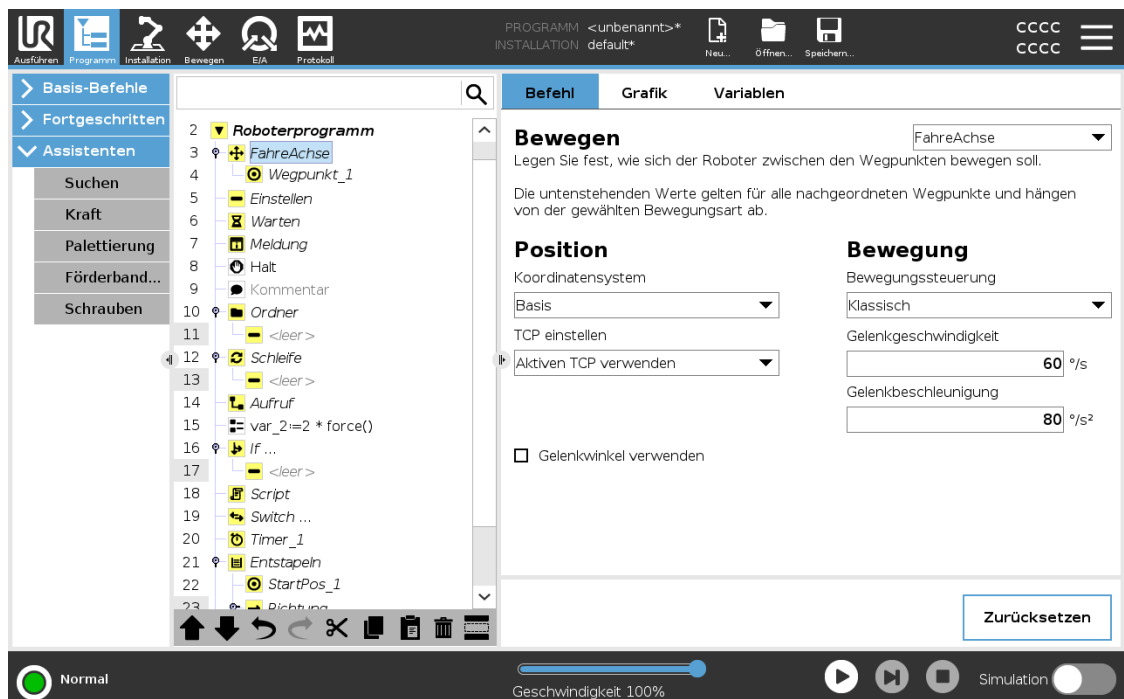 PROGRAMM <unbenannt>*
INSTALLATION default*
Ausführen Programm Installation Bewegen E/A Protokoll
Neu... Öffnen... Speichern...
CCCC
CCCC
Basis-Befehle
Fortgeschritten
Assistenten
Suchen
Kraft
Palettierung
Förderband...
Schrauben
2 Roboterprogramm
3 FahreAchse
4 Wegpunkt_1
5 Einstellen
6 Warten
7 Meldung
8 Halt
9 Kommentar
10 Ordner
11 <leer>
12 Schleife
13 <leer>
14 Aufruf
15 var_2:=2 * force()
16 If ...
17 <leer>
18 Script
19 Switch ...
20 Timer_1
21 Entstapeln
22 StartPos_1
23 Richtung
Befehl Grafik Variablen
Bewegen FahreAchse
Legen Sie fest, wie sich der Roboter zwischen den Wegpunkten bewegen soll.
Die untenstehenden Werte gelten für alle nachgeordneten Wegpunkte und hängen
von der gewählten Bewegungsart ab.
Position
Koordinatensystem
Basis
TCP einstellen
Aktiven TCP verwenden
Gelenkwinkel verwenden
Bewegung
Bewegungssteuerung
Klassisch
Gelenkgeschwindigkeit
60 °/s
Gelenkbeschleunigung
80 °/s²
Zurücksetzen
Normal
Geschwindigkeit 100%
Simulation